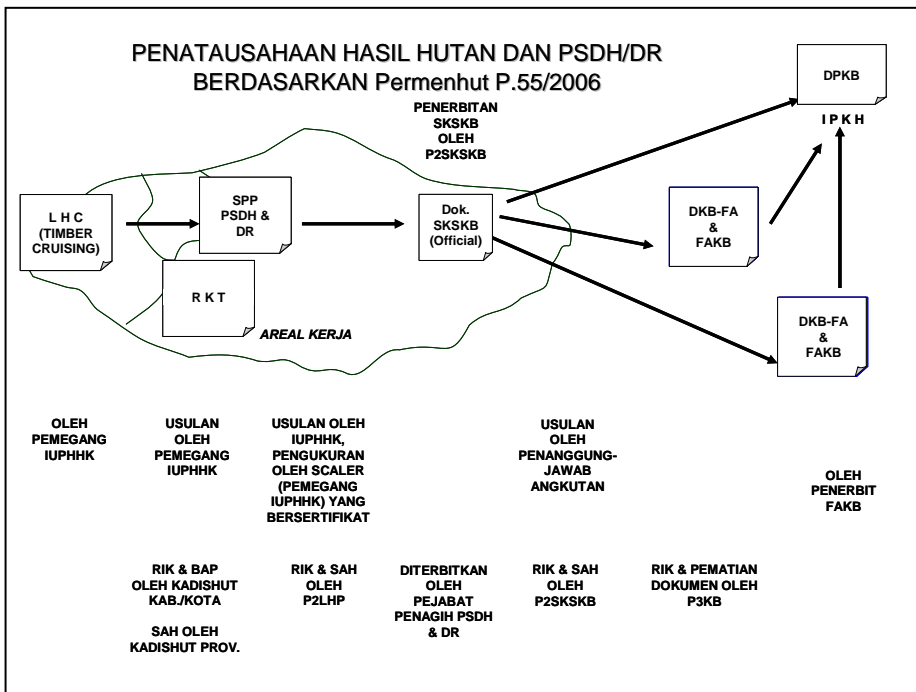 PENATAUSAHAAN HASIL HUTAN DAN PSDH/DR
BERDASARKAN Permenhut P.55/2006
PENERBITAN
SKSKB
OLEH
P2SKSKB
DPKB
I P K H
L H C
(TIMBER
CRUISING)
SPP
PSDH &
DR
R K T
AREAL KERJA
Dok.
SKSKB
(Official)
DKB-FA
&
FAKB
DKB-FA
&
FAKB
OLEH
PEMEGANG
IUPHHK
USULAN
OLEH
PEMEGANG
IUPHHK
USULAN OLEH
IUPHHK,
PENGUKURAN
OLEH SCALER
(PEMEGANG
IUPHHK) YANG
BERSERTIFIKAT
USULAN
OLEH
PENANGGUNG-
JAWAB
ANGKUTAN
OLEH
PENERBIT
FAKB
RIK & BAP
OLEH KADISHUT
KAB./KOTA
SAH OLEH
KADISHUT PROV.
RIK & SAH
OLEH
P2LHP
DITERBITKAN
OLEH
PEJABAT
PENAGIH PSDH
& DR
RIK & SAH
OLEH
P2SKSKB
RIK & PEMATIAN
DOKUMEN OLEH
P3KB